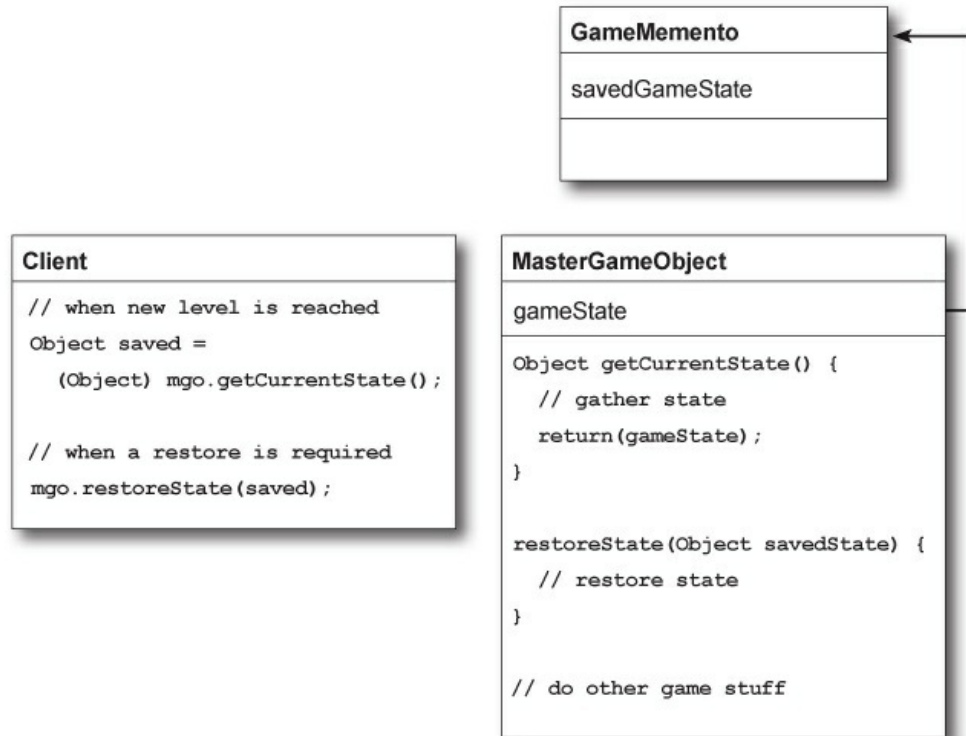 GameMemento
savedGameState
Client
// when new level is reached
Object saved =
(Object) mgo.getCurrentState();
// when a restore is required
mgo.restoreState(saved);
MasterGameObject
gameState
Object getCurrentState() {
// gather state
return(gameState);
}
restoreState(Object savedState) {
// restore state
}
// do other game stuff